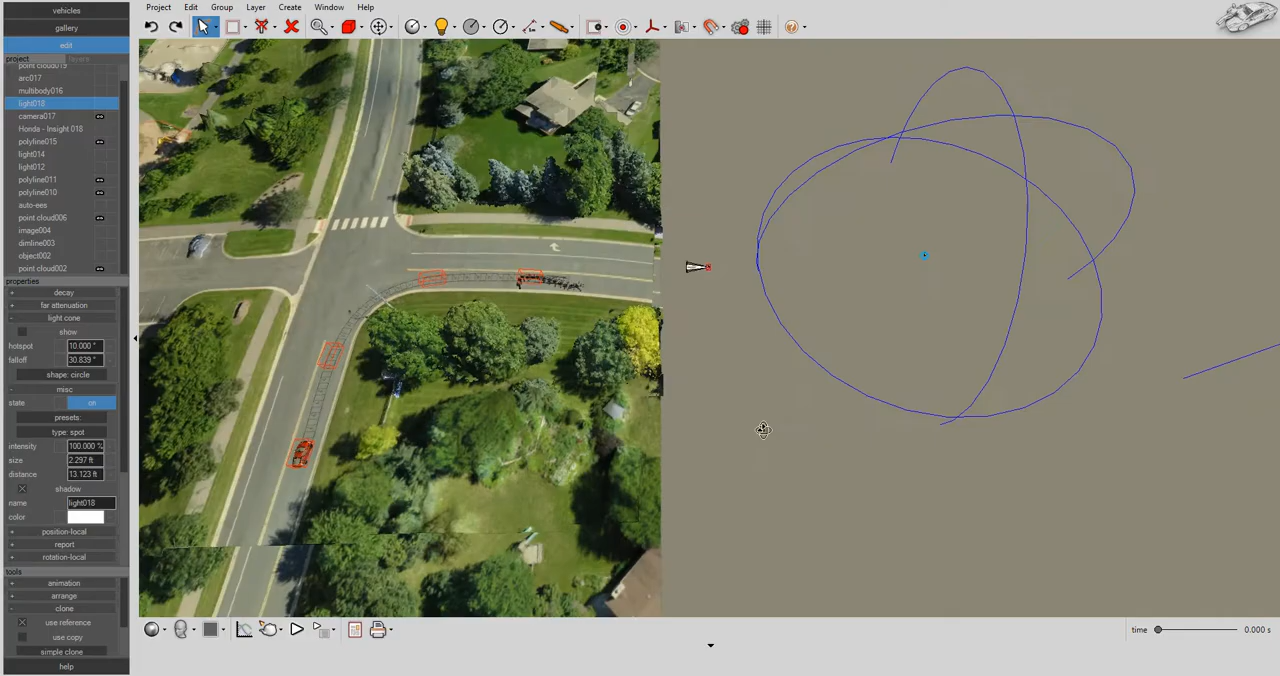 vehicles
gallery
edit
project layers
point cloud019
arc017
multibody016
light018
camera017
Honda - Insight 018
polyline015
light014
light012
polyline011
polyline010
auto-ees
point cloud006
image004
dimline003
object002
point cloud002
properties
+ decay
+ far attenuation
- light cone
show
hotspot 10.000 °
falloff 30.839 °
shape: circle
- misc
state on
presets:
type: spot
intensity 100.000 %
size 2.297 ft
distance 13.123 ft
shadow
name light018
color
+ position-local
+ report
+ rotation-local
tools
+ animation
+ arrange
- clone
use reference
use copy
simple clone
help
Project Edit Group Layer Create Window Help
time 0.000 s